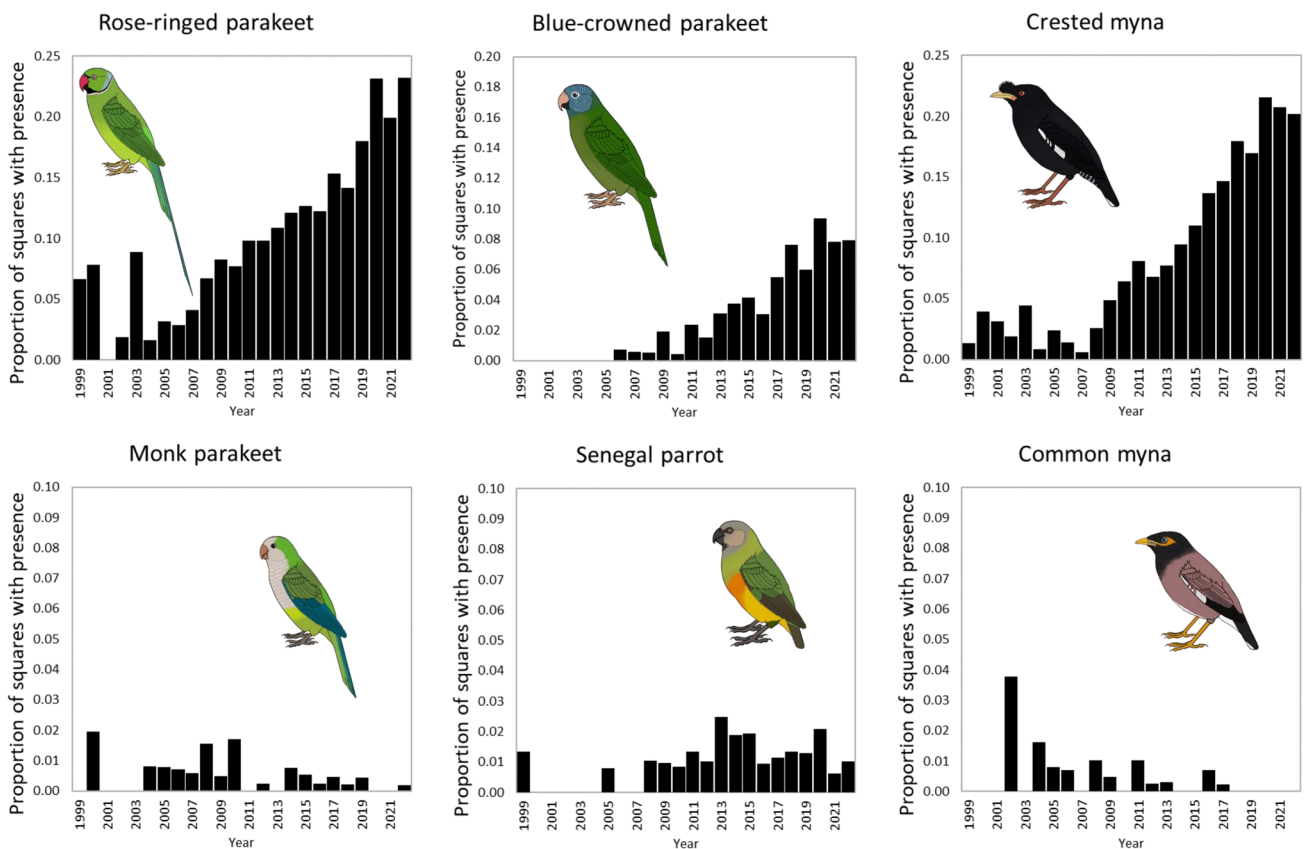 Rose-ringed parakeet
Proportion of squares with presence
0.25
0.20
0.15
0.10
0.05
0.00
1999 2001 2003 2005 2007 2009 2011 2013 2015 2017 2019 2021
Year
Blue-crowned parakeet
Proportion of squares with presence
0.20
0.18
0.16
0.14
0.12
0.10
0.08
0.06
0.04
0.02
0.00
1999 2001 2003 2005 2007 2009 2011 2013 2015 2017 2019 2021
Year
Crested myna
Proportion of squares with presence
0.25
0.20
0.15
0.10
0.05
0.00
1999 2001 2003 2005 2007 2009 2011 2013 2015 2017 2019 2021
Year
Monk parakeet
Proportion of squares with presence
0.10
0.09
0.08
0.07
0.06
0.05
0.04
0.03
0.02
0.01
0.00
1999 2001 2003 2005 2007 2009 2011 2013 2015 2017 2019 2021
Year
Senegal parrot
Proportion of squares with presence
0.10
0.09
0.08
0.07
0.06
0.05
0.04
0.03
0.02
0.01
0.00
1999 2001 2003 2005 2007 2009 2011 2013 2015 2017 2019 2021
Year
Common myna
Proportion of squares with presence
0.10
0.09
0.08
0.07
0.06
0.05
0.04
0.03
0.02
0.01
0.00
1999 2001 2003 2005 2007 2009 2011 2013 2015 2017 2019 2021
Year